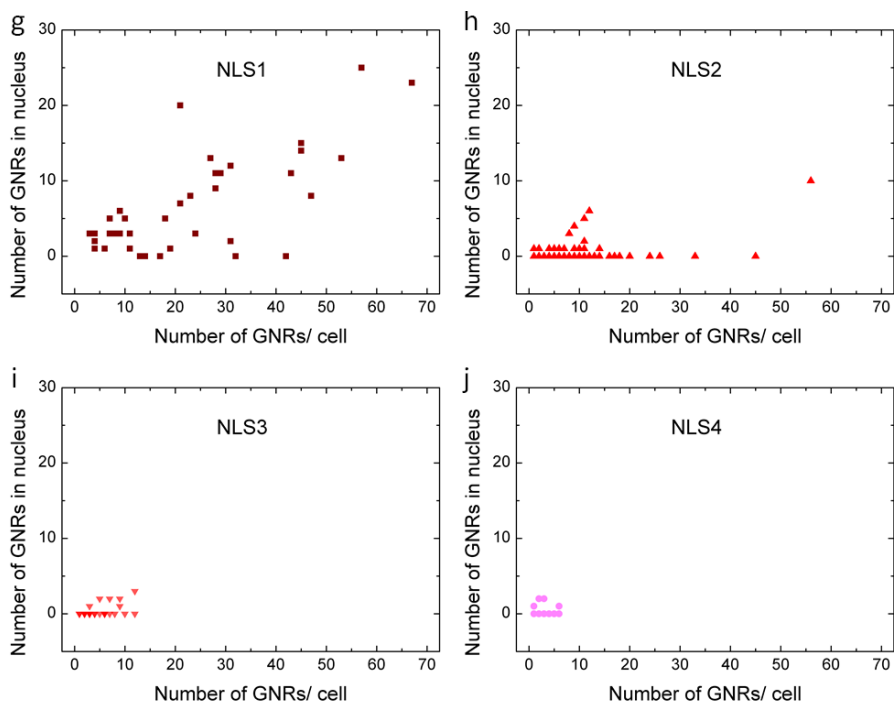 g
NLS1
Number of GNRs in nucleus
30
20
10
0
0 10 20 30 40 50 60 70
Number of GNRs/ cell
h
NLS2
Number of GNRs in nucleus
30
20
10
0
0 10 20 30 40 50 60 70
Number of GNRs/ cell
i
NLS3
Number of GNRs in nucleus
30
20
10
0
0 10 20 30 40 50 60 70
Number of GNRs/ cell
j
NLS4
Number of GNRs in nucleus
30
20
10
0
0 10 20 30 40 50 60 70
Number of GNRs/ cell